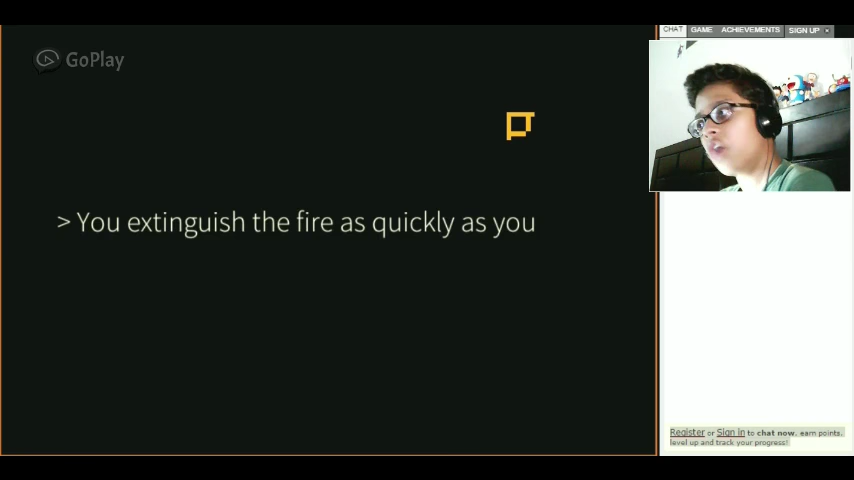 CHAT GAME ACHIEVEMENTS SIGN UP
GoPlay
> You extinguish the fire as quickly as you
Register or Sign in to chat now, earn points,
level up and track your progress!